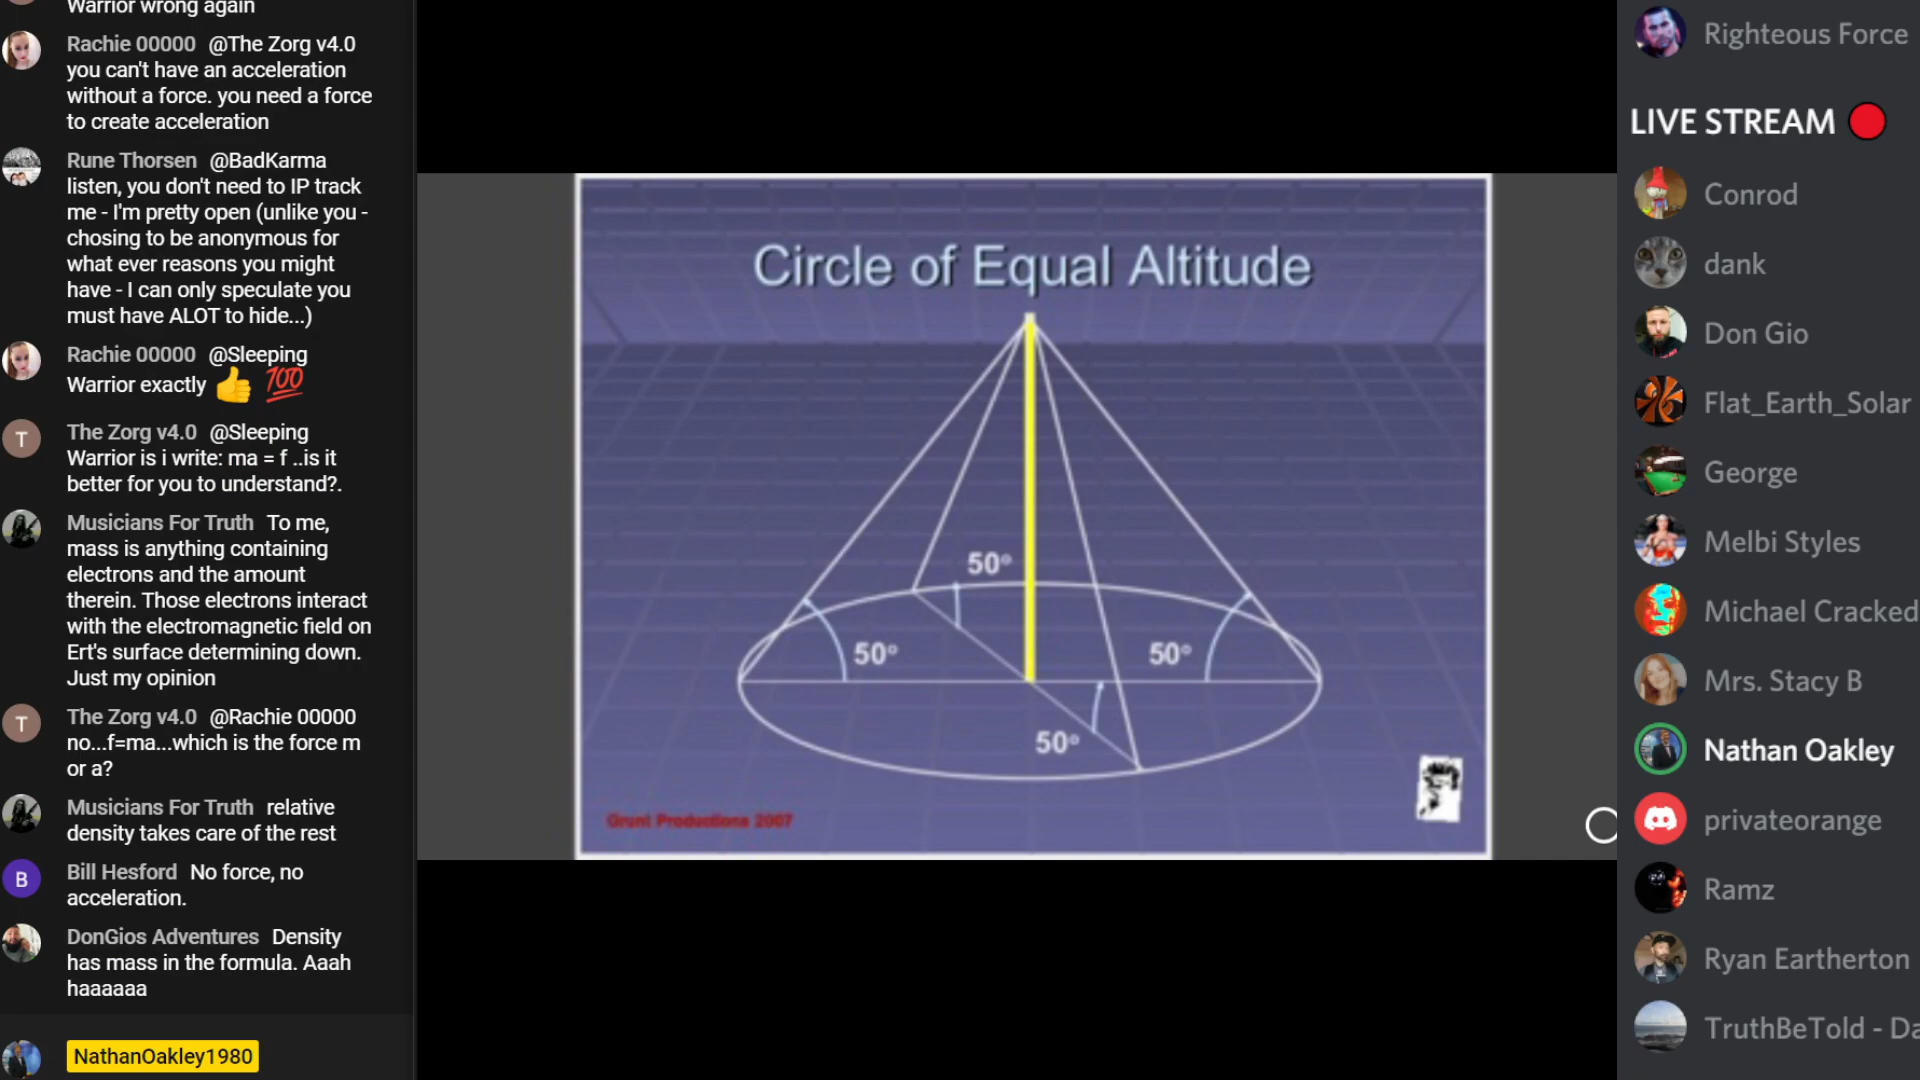 Warrior wrong again
Rachie 00000 @The Zorg v4.0
you can't have an acceleration
without a force. you need a force
to create acceleration
Rune Thorsen @BadKarma
listen, you don't need to IP track
me - I'm pretty open (unlike you -
chosing to be anonymous for
what ever reasons you might
have - I can only speculate you
must have ALOT to hide...)
Rachie 00000 @Sleeping
Warrior exactly 👍 💯
T
The Zorg v4.0 @Sleeping
Warrior is i write: ma = f ..is it
better for you to understand?.
Musicians For Truth To me,
mass is anything containing
electrons and the amount
therein. Those electrons interact
with the electromagnetic field on
Ert's surface determining down.
Just my opinion
T
The Zorg v4.0 @Rachie 00000
no...f=ma...which is the force m
or a?
Musicians For Truth relative
density takes care of the rest
B
Bill Hesford No force, no
acceleration.
DonGios Adventures Density
has mass in the formula. Aaah
haaaaaa
NathanOakley1980
Circle of Equal Altitude
50°
50°
50°
50°
Grunt Productions 2007
Righteous Force
LIVE STREAM
Conrod
dank
Don Gio
Flat_Earth_Solar
George
Melbi Styles
Michael Cracked
Mrs. Stacy B
Nathan Oakley
privateorange
Ramz
Ryan Eartherton
TruthBeTold - Da